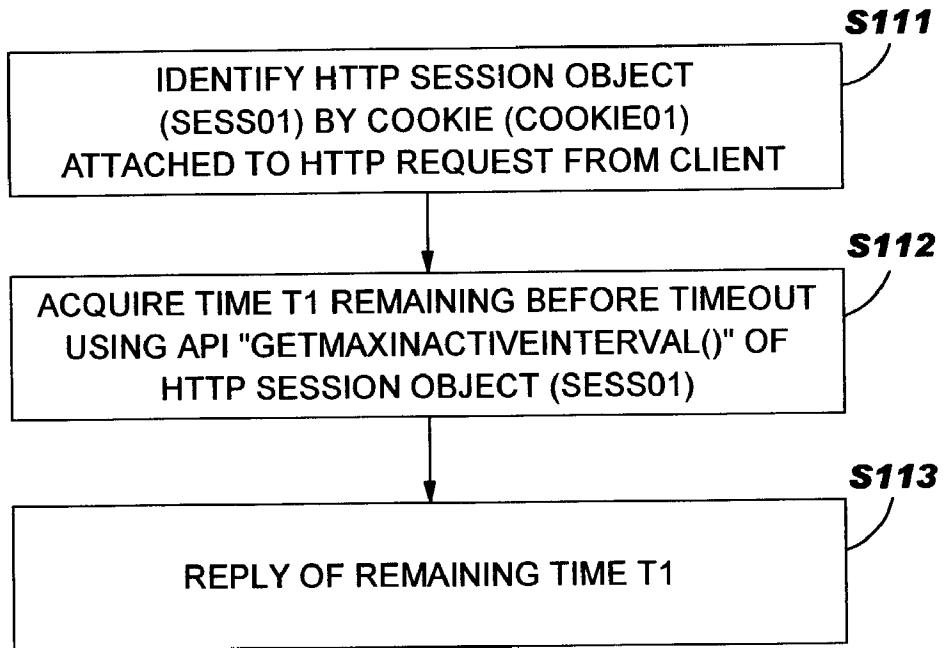 S111
IDENTIFY HTTP SESSION OBJECT
(SESS01) BY COOKIE (COOKIE01)
ATTACHED TO HTTP REQUEST FROM CLIENT
S112
ACQUIRE TIME T1 REMAINING BEFORE TIMEOUT
USING API "GETMAXINACTIVEINTERVAL()" OF
HTTP SESSION OBJECT (SESS01)
S113
REPLY OF REMAINING TIME T1